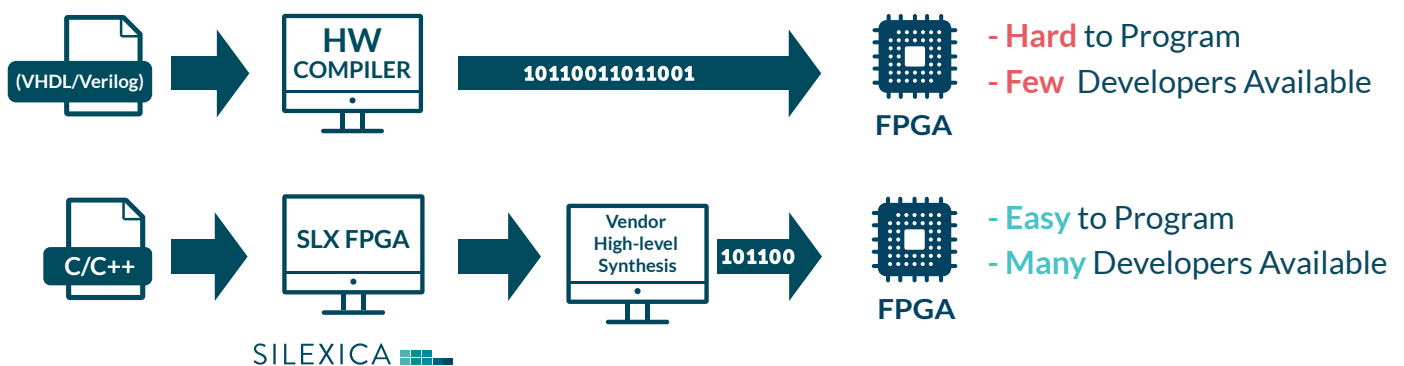 (VHDL/Verilog)
HW
COMPILER
10110011011001
FPGA
- Hard to Program
- Few Developers Available
C/C++
SLX FPGA
SILEXICA
Vendor
High-level
Synthesis
101100
FPGA
- Easy to Program
- Many Developers Available